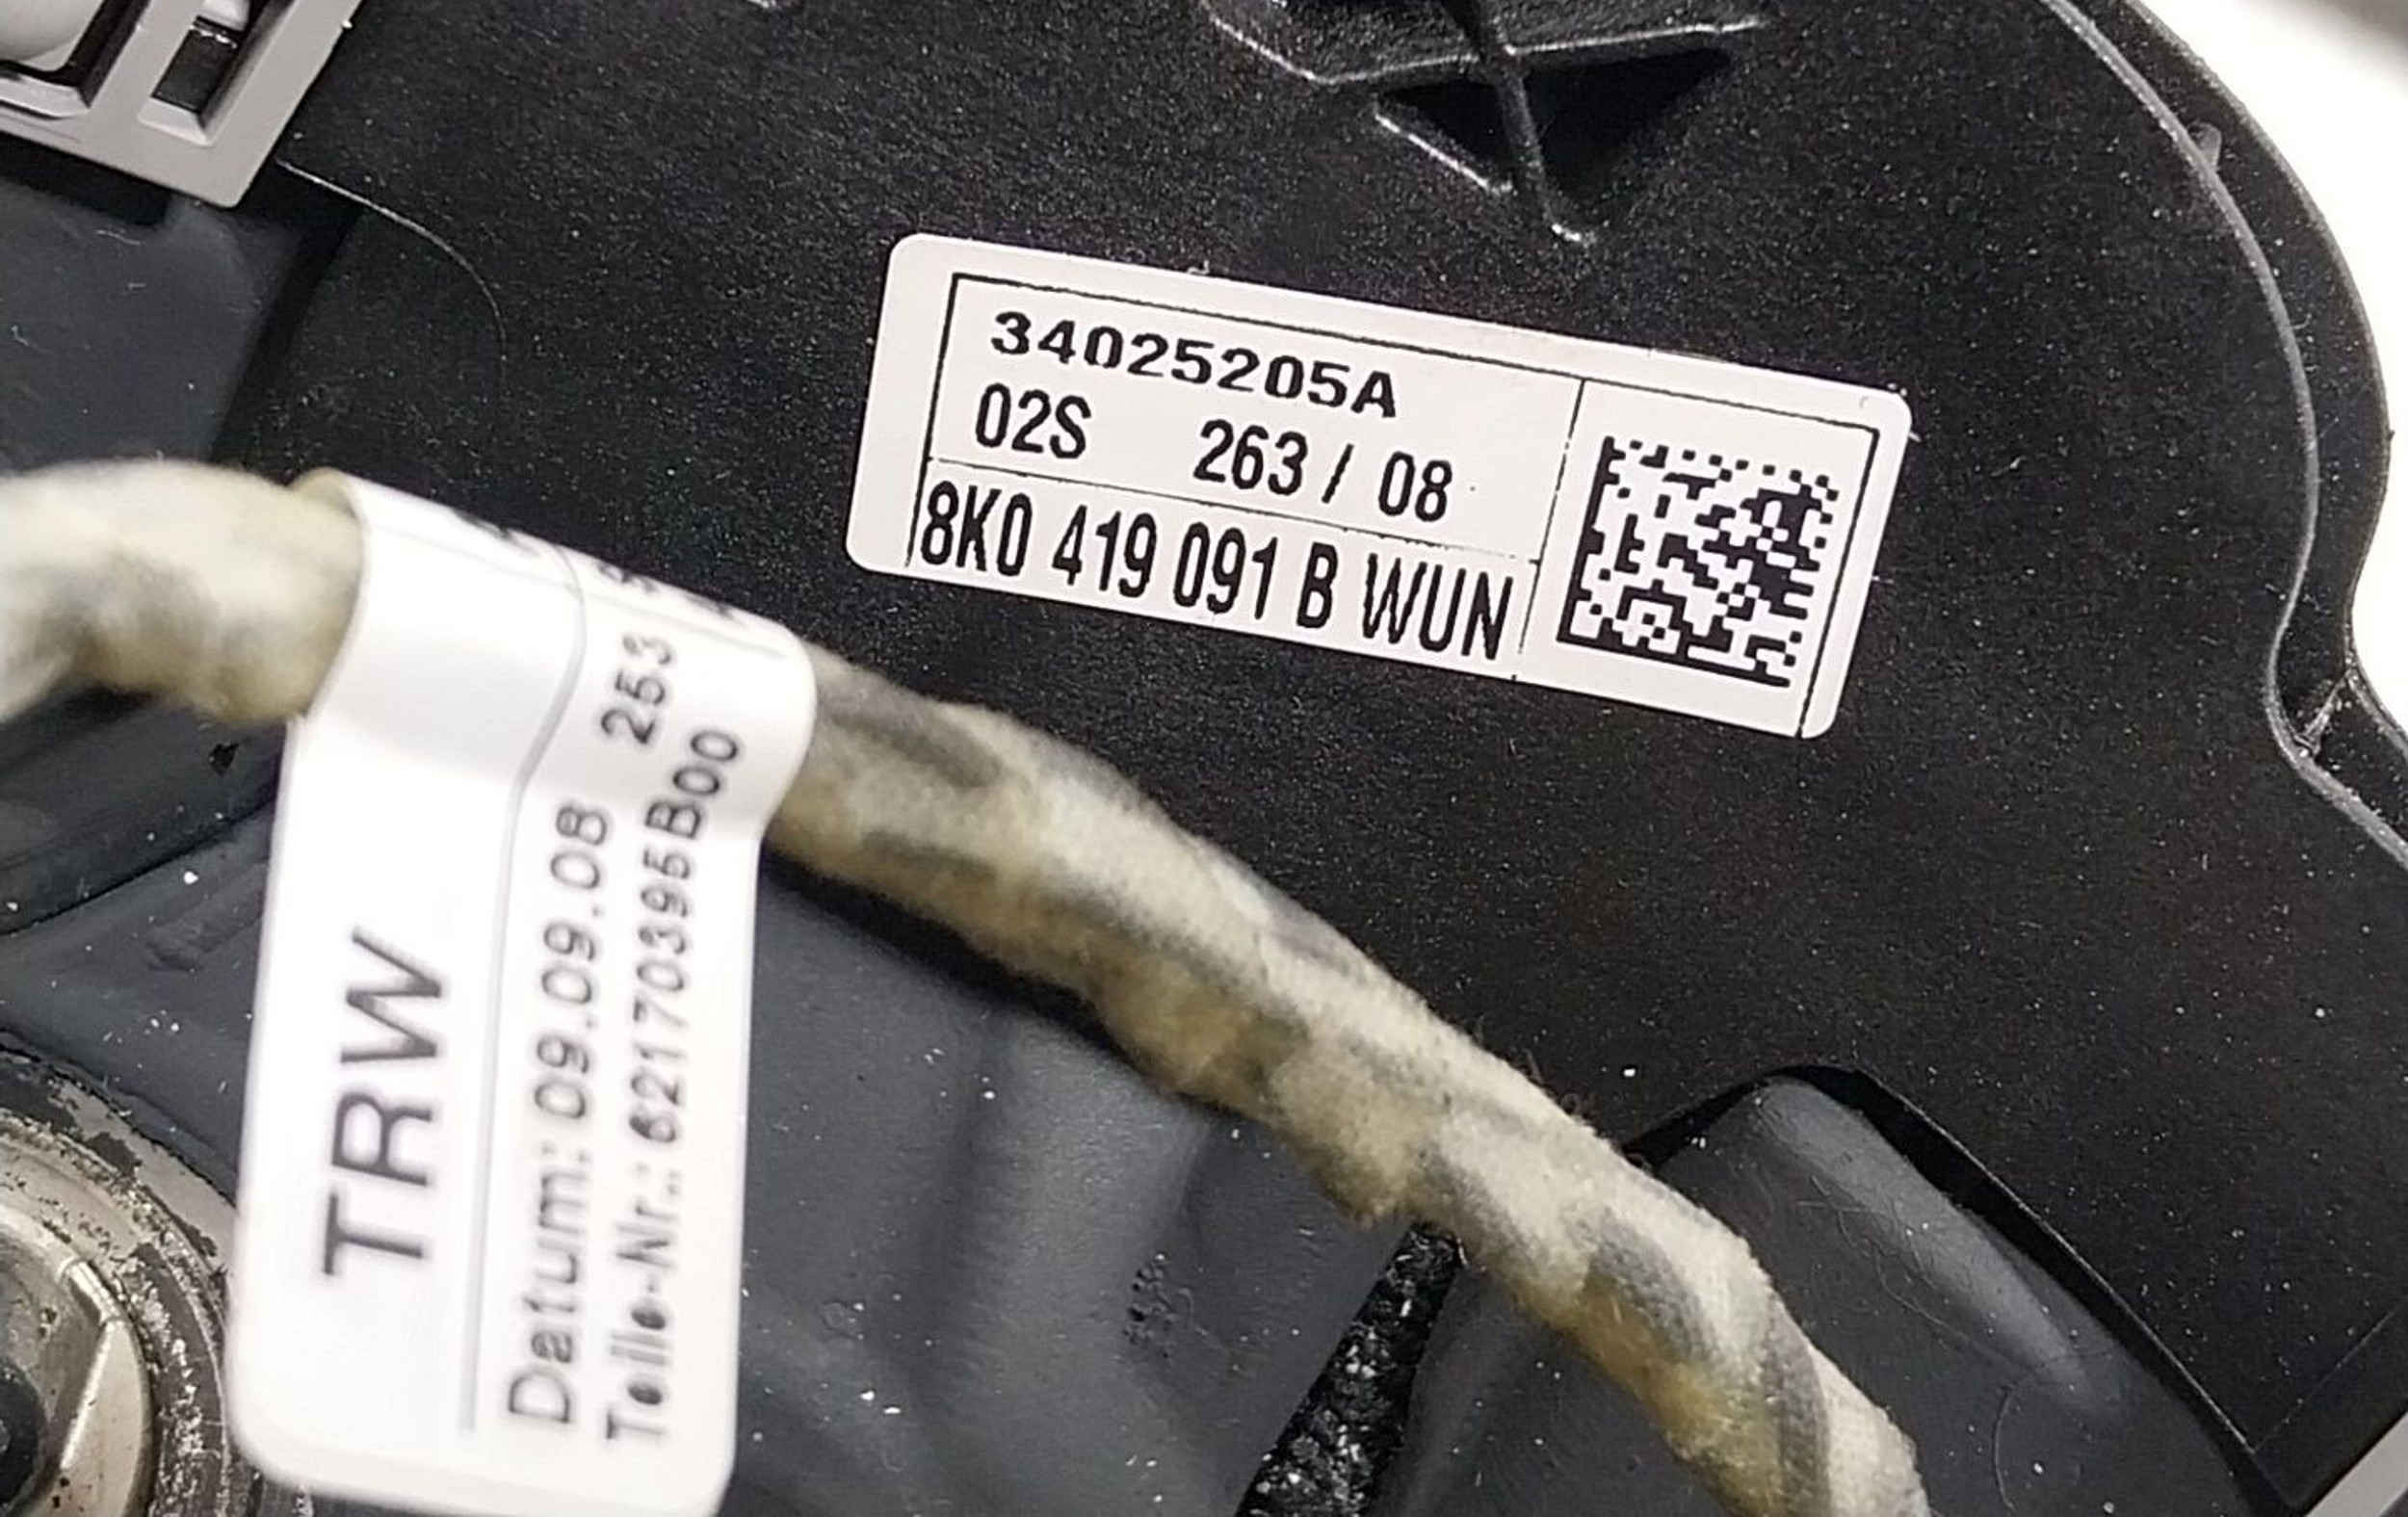 34025205A
02S 263 / 08
8K0 419 091 B WUN
TRW
Datum: 09.09.08 253
Teile-Nr.: 62170395B00